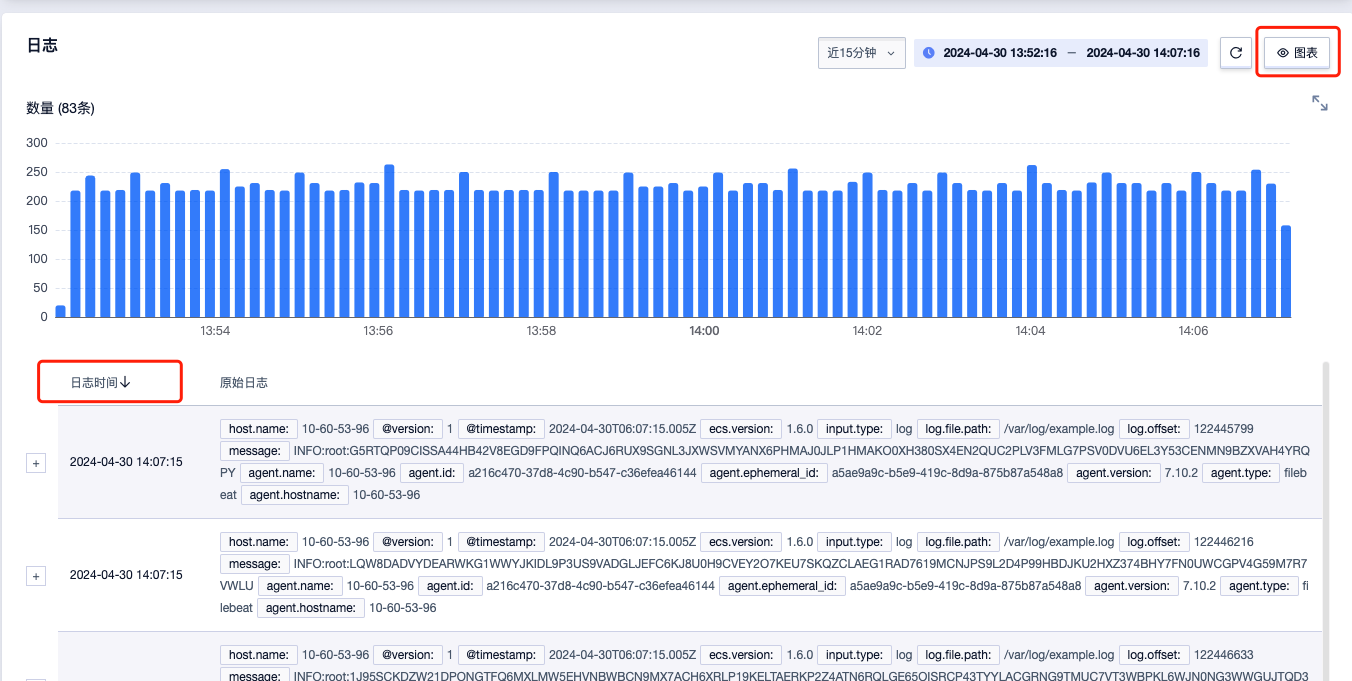 日志
近15分钟 2024-04-30 13:52:16 — 2024-04-30 14:07:16 图表
数量 (83条)
300
250
200
150
100
50
0
13:54 13:56 13:58 14:00 14:02 14:04 14:06
日志时间↓ 原始日志
host.name: 10-60-53-96 @version: 1 @timestamp: 2024-04-30T06:07:15.005Z ecs.version: 1.6.0 input.type: log log.file.path: /var/log/example.log log.offset: 122445799
message: INFO:root:G5RTQP09CISSA44HB42V8EGD9FPQINQ6ACJ6RUX9SGNL3JXWSVMYANX6PHMAJ0JLP1HMAKO0XH380SX4EN2QUC2PLV3FMLG7PSV0DVU6EL3Y53CENMN9BZXVAH4YRQ
+ 2024-04-30 14:07:15 PY agent.name: 10-60-53-96 agent.id: a216c470-37d8-4c90-b547-c36efea46144 agent.ephemeral_id: a5ae9a9c-b5e9-419c-8d9a-875b87a548a8 agent.version: 7.10.2 agent.type: fileb
eat agent.hostname: 10-60-53-96
host.name: 10-60-53-96 @version: 1 @timestamp: 2024-04-30T06:07:15.005Z ecs.version: 1.6.0 input.type: log log.file.path: /var/log/example.log log.offset: 122446216
message: INFO:root:LQW8DADVYDEARWKG1WWYJKIDL9P3US9VADGLJEFC6KJ8U0H9CVEY2O7KEU7SKQZCLAEG1RAD7619MCNJPS9L2D4P99HBDJKU2HXZ374BHY7FN0UWCGPV4G59M7R7
+ 2024-04-30 14:07:15 VWLU agent.name: 10-60-53-96 agent.id: a216c470-37d8-4c90-b547-c36efea46144 agent.ephemeral_id: a5ae9a9c-b5e9-419c-8d9a-875b87a548a8 agent.version: 7.10.2 agent.type: fi
lebeat agent.hostname: 10-60-53-96
host.name: 10-60-53-96 @version: 1 @timestamp: 2024-04-30T06:07:15.005Z ecs.version: 1.6.0 input.type: log log.file.path: /var/log/example.log log.offset: 122446633
message: